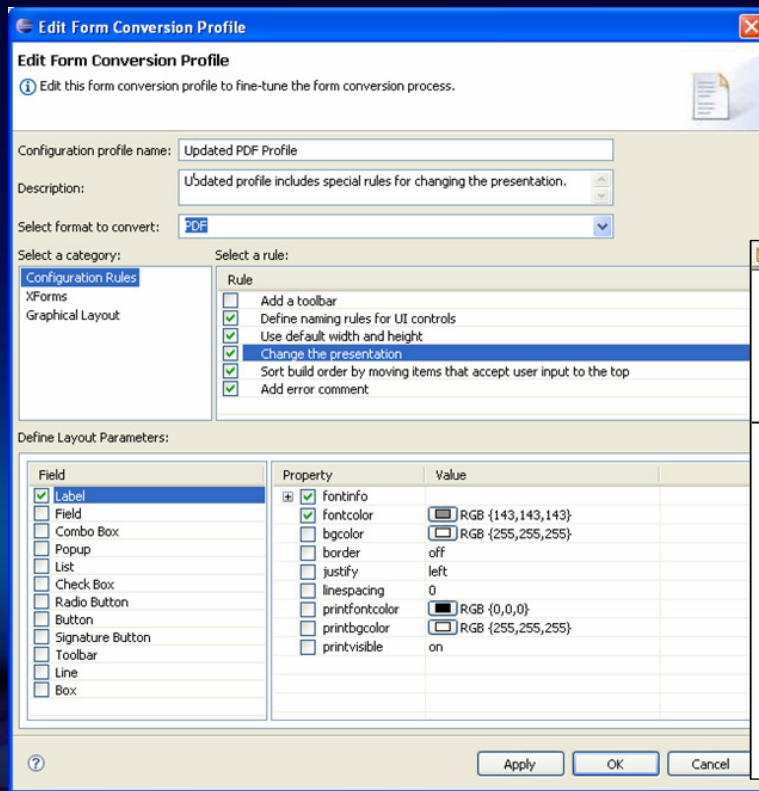 Edit Form Conversion Profile
Edit Form Conversion Profile
Edit this form conversion profile to fine-tune the form conversion process.
Configuration profile name: Updated PDF Profile
Description: Updated profile includes special rules for changing the presentation.
Select format to convert: PDF
Select a category: Select a rule:
Configuration Rules
XForms
Graphical Layout
Rule
Add a toolbar
Define naming rules for UI controls
Use default width and height
Change the presentation
Sort build order by moving items that accept user input to the top
Add error comment
Define Layout Parameters:
Field
Label
Field
Combo Box
Popup
List
Check Box
Radio Button
Button
Signature Button
Toolbar
Line
Box
Property Value
fontinfo
fontcolor RGB {143,143,143}
bgcolor RGB {255,255,255}
border off
justify left
linespacing 0
printfontcolor RGB {0,0,0}
printbgcolor RGB {255,255,255}
printvisible on
Apply OK Cancel